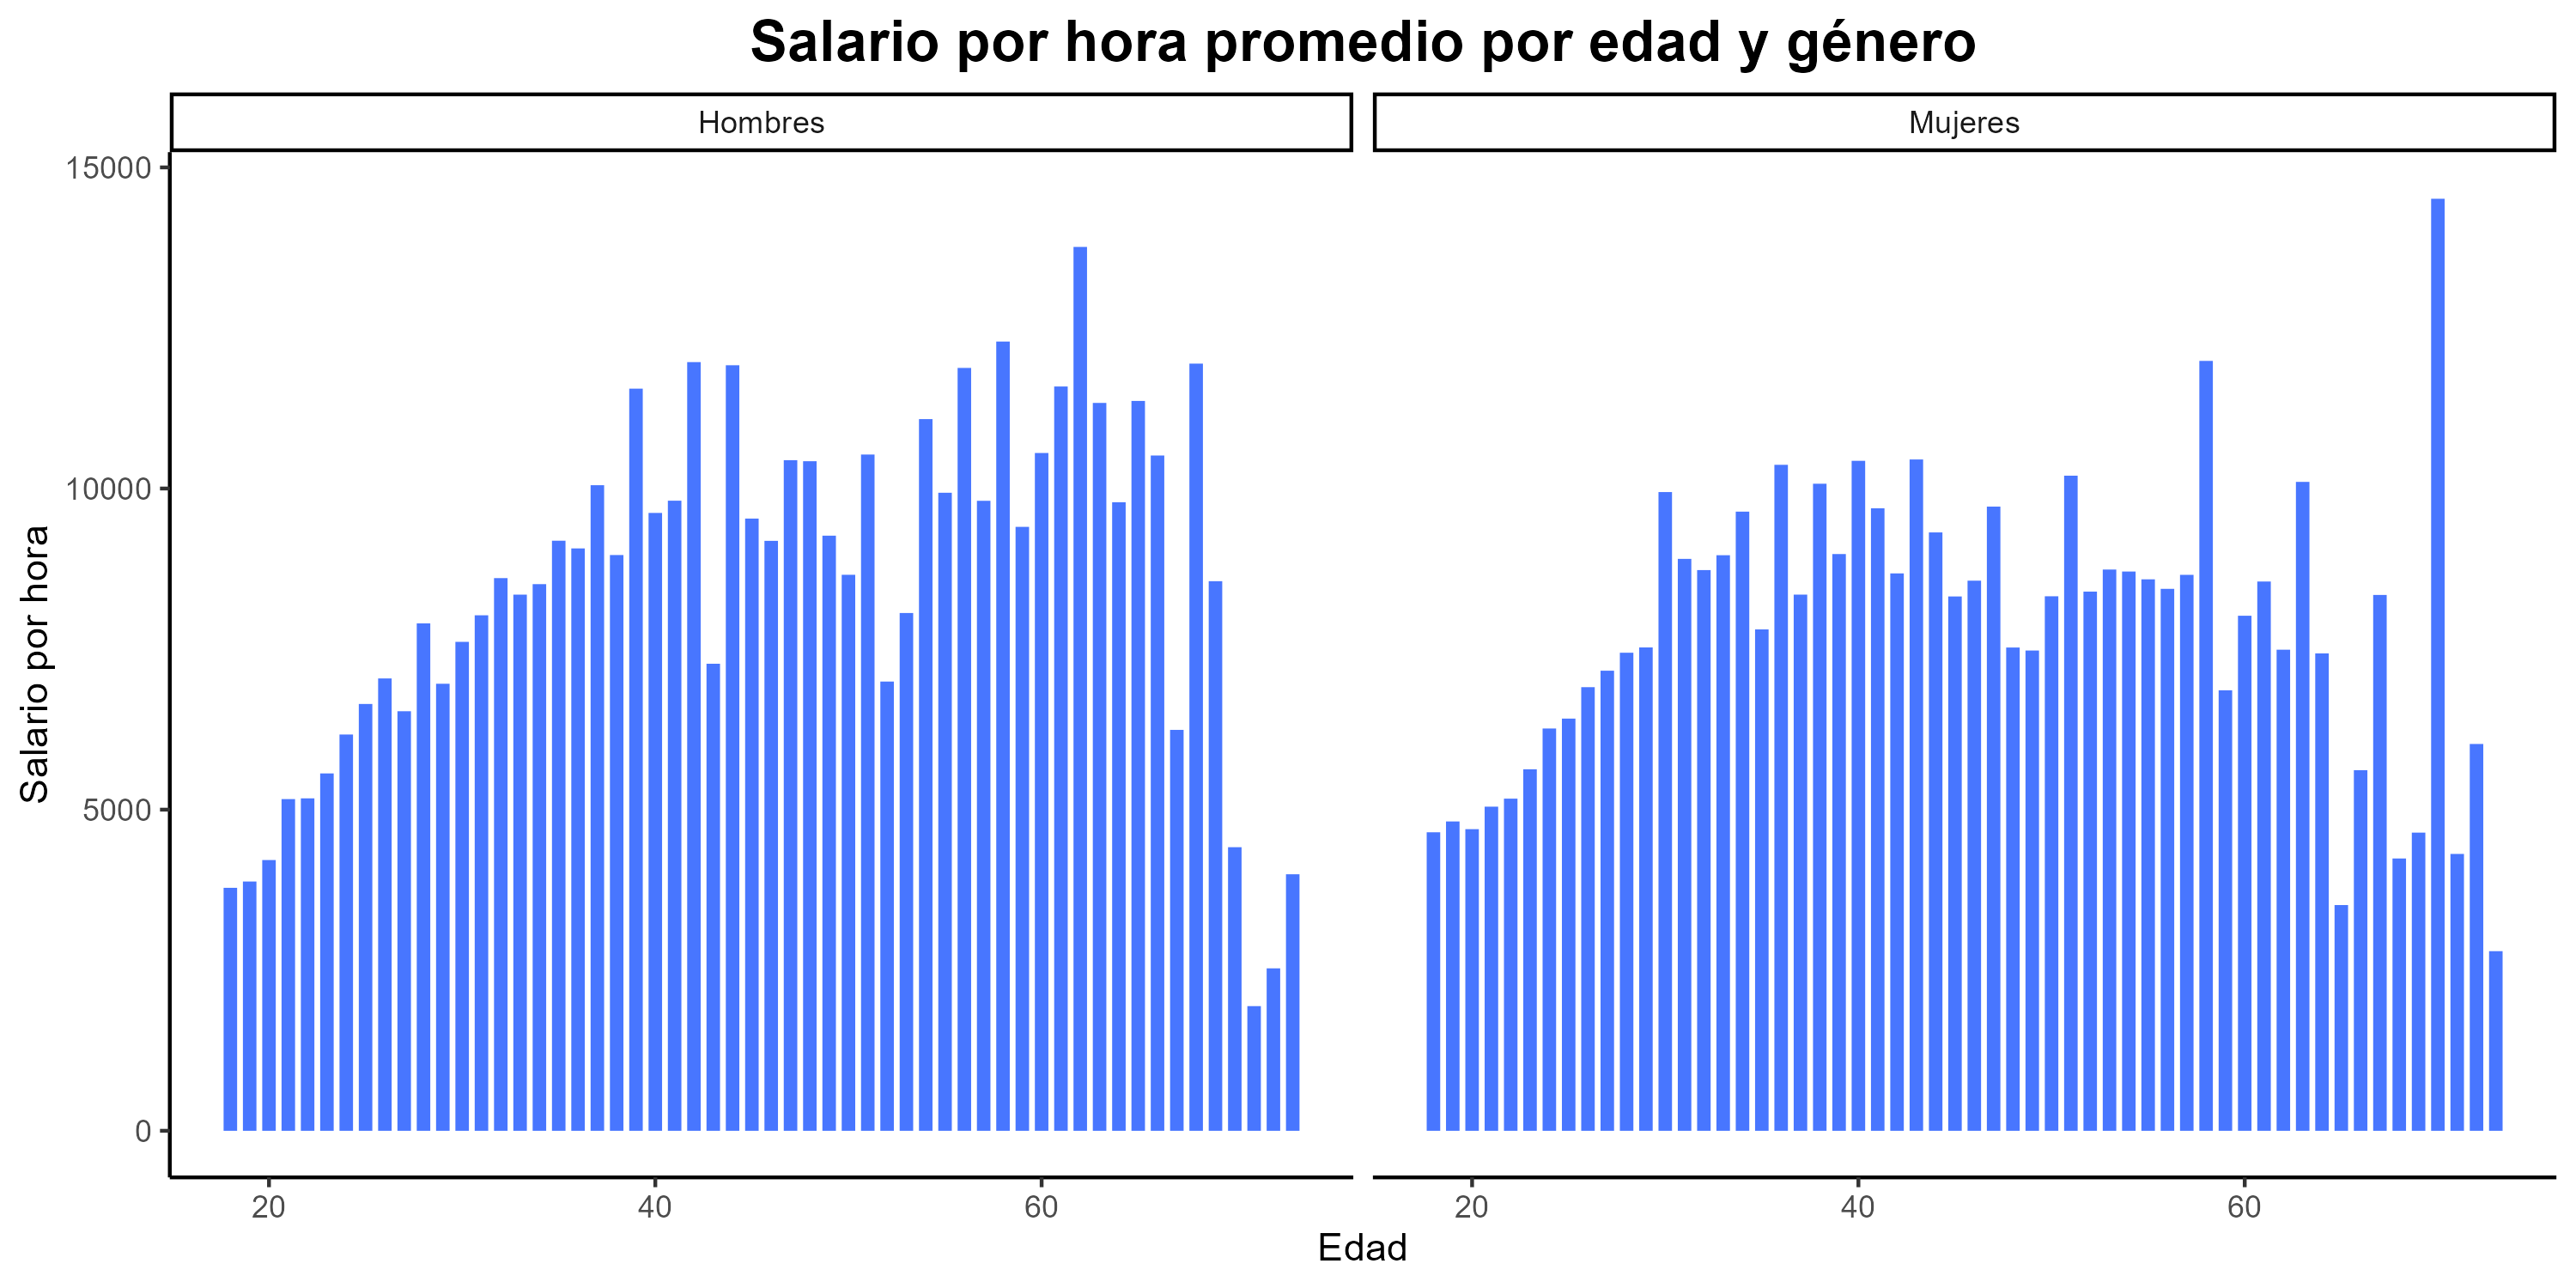 Salario por hora promedio por edad y género
Hombres
Mujeres
15000
10000
5000
0
Salario por hora
20
40
60
20
40
60
Edad